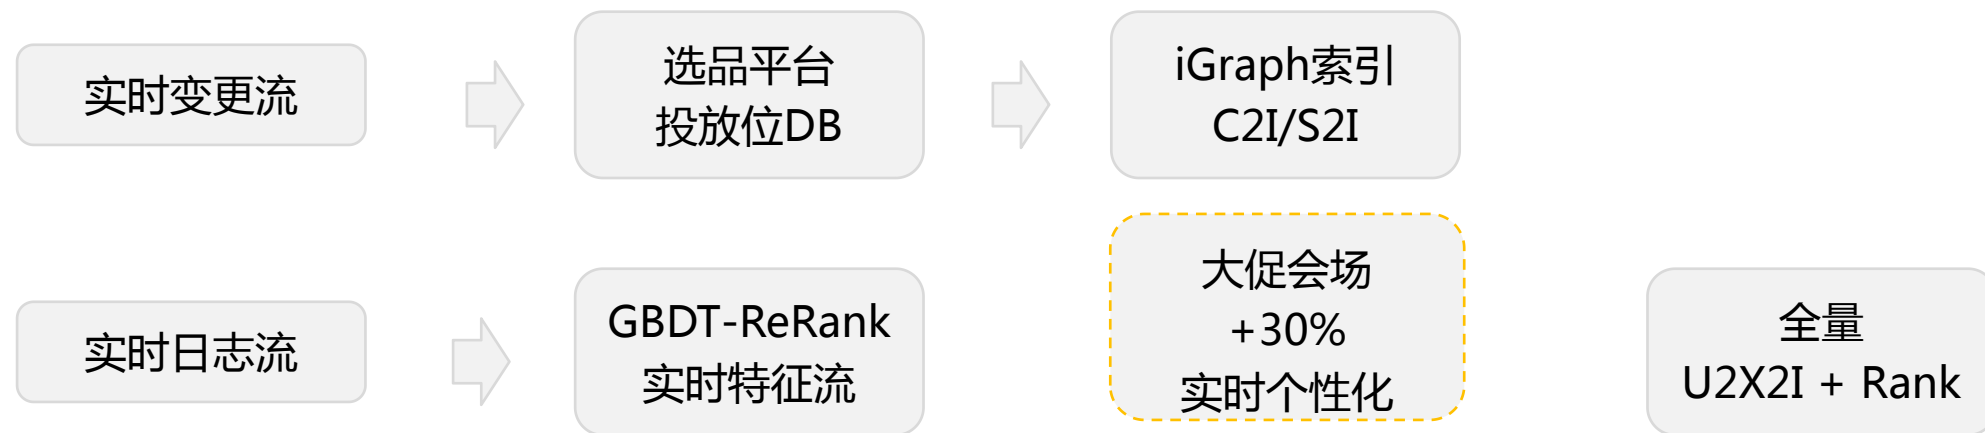 实时变更流
选品平台
投放位DB
iGraph索引
C2I/S2I
实时日志流
GBDT-ReRank
实时特征流
大促会场
+30%
实时个性化
全量
U2X2I + Rank